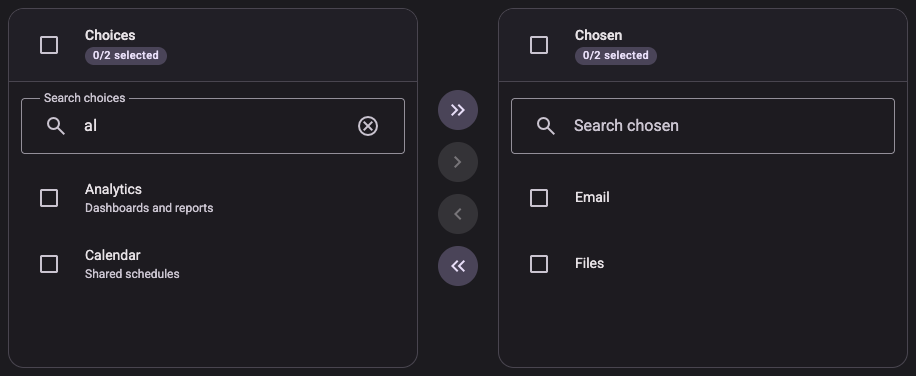 Choices
0/2 selected
Search choices
al
Analytics
Dashboards and reports
Calendar
Shared schedules
Chosen
0/2 selected
Search chosen
Email
Files